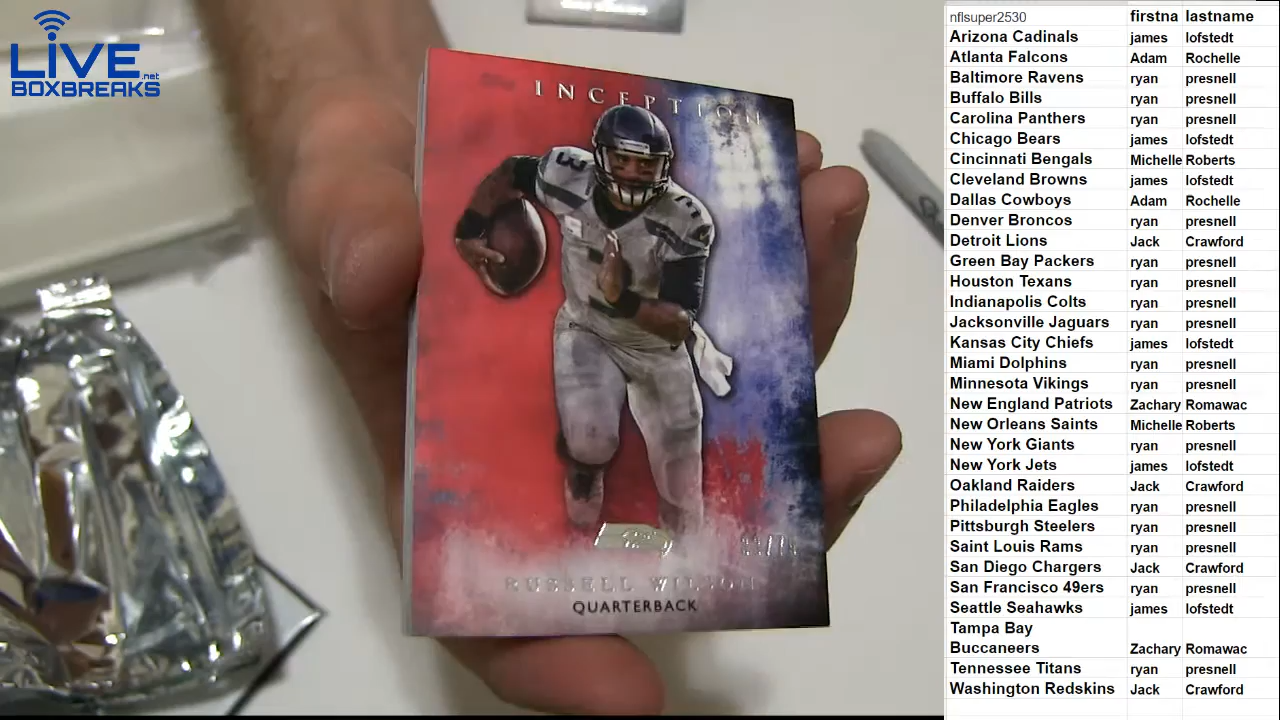 LIVE
.net
BOXBREAKS
INCEPTION
3
3
3
RUSSELL WILSON
QUARTERBACK
nflsuper2530 firstna lastname
Arizona Cadinals james lofstedt
Atlanta Falcons Adam Rochelle
Baltimore Ravens ryan presnell
Buffalo Bills ryan presnell
Carolina Panthers ryan presnell
Chicago Bears james lofstedt
Cincinnati Bengals Michelle Roberts
Cleveland Browns james lofstedt
Dallas Cowboys Adam Rochelle
Denver Broncos ryan presnell
Detroit Lions Jack Crawford
Green Bay Packers ryan presnell
Houston Texans ryan presnell
Indianapolis Colts ryan presnell
Jacksonville Jaguars ryan presnell
Kansas City Chiefs james lofstedt
Miami Dolphins ryan presnell
Minnesota Vikings ryan presnell
New England Patriots Zachary Romawac
New Orleans Saints Michelle Roberts
New York Giants ryan presnell
New York Jets james lofstedt
Oakland Raiders Jack Crawford
Philadelphia Eagles ryan presnell
Pittsburgh Steelers ryan presnell
Saint Louis Rams ryan presnell
San Diego Chargers Jack Crawford
San Francisco 49ers ryan presnell
Seattle Seahawks james lofstedt
Tampa Bay
Buccaneers Zachary Romawac
Tennessee Titans ryan presnell
Washington Redskins Jack Crawford